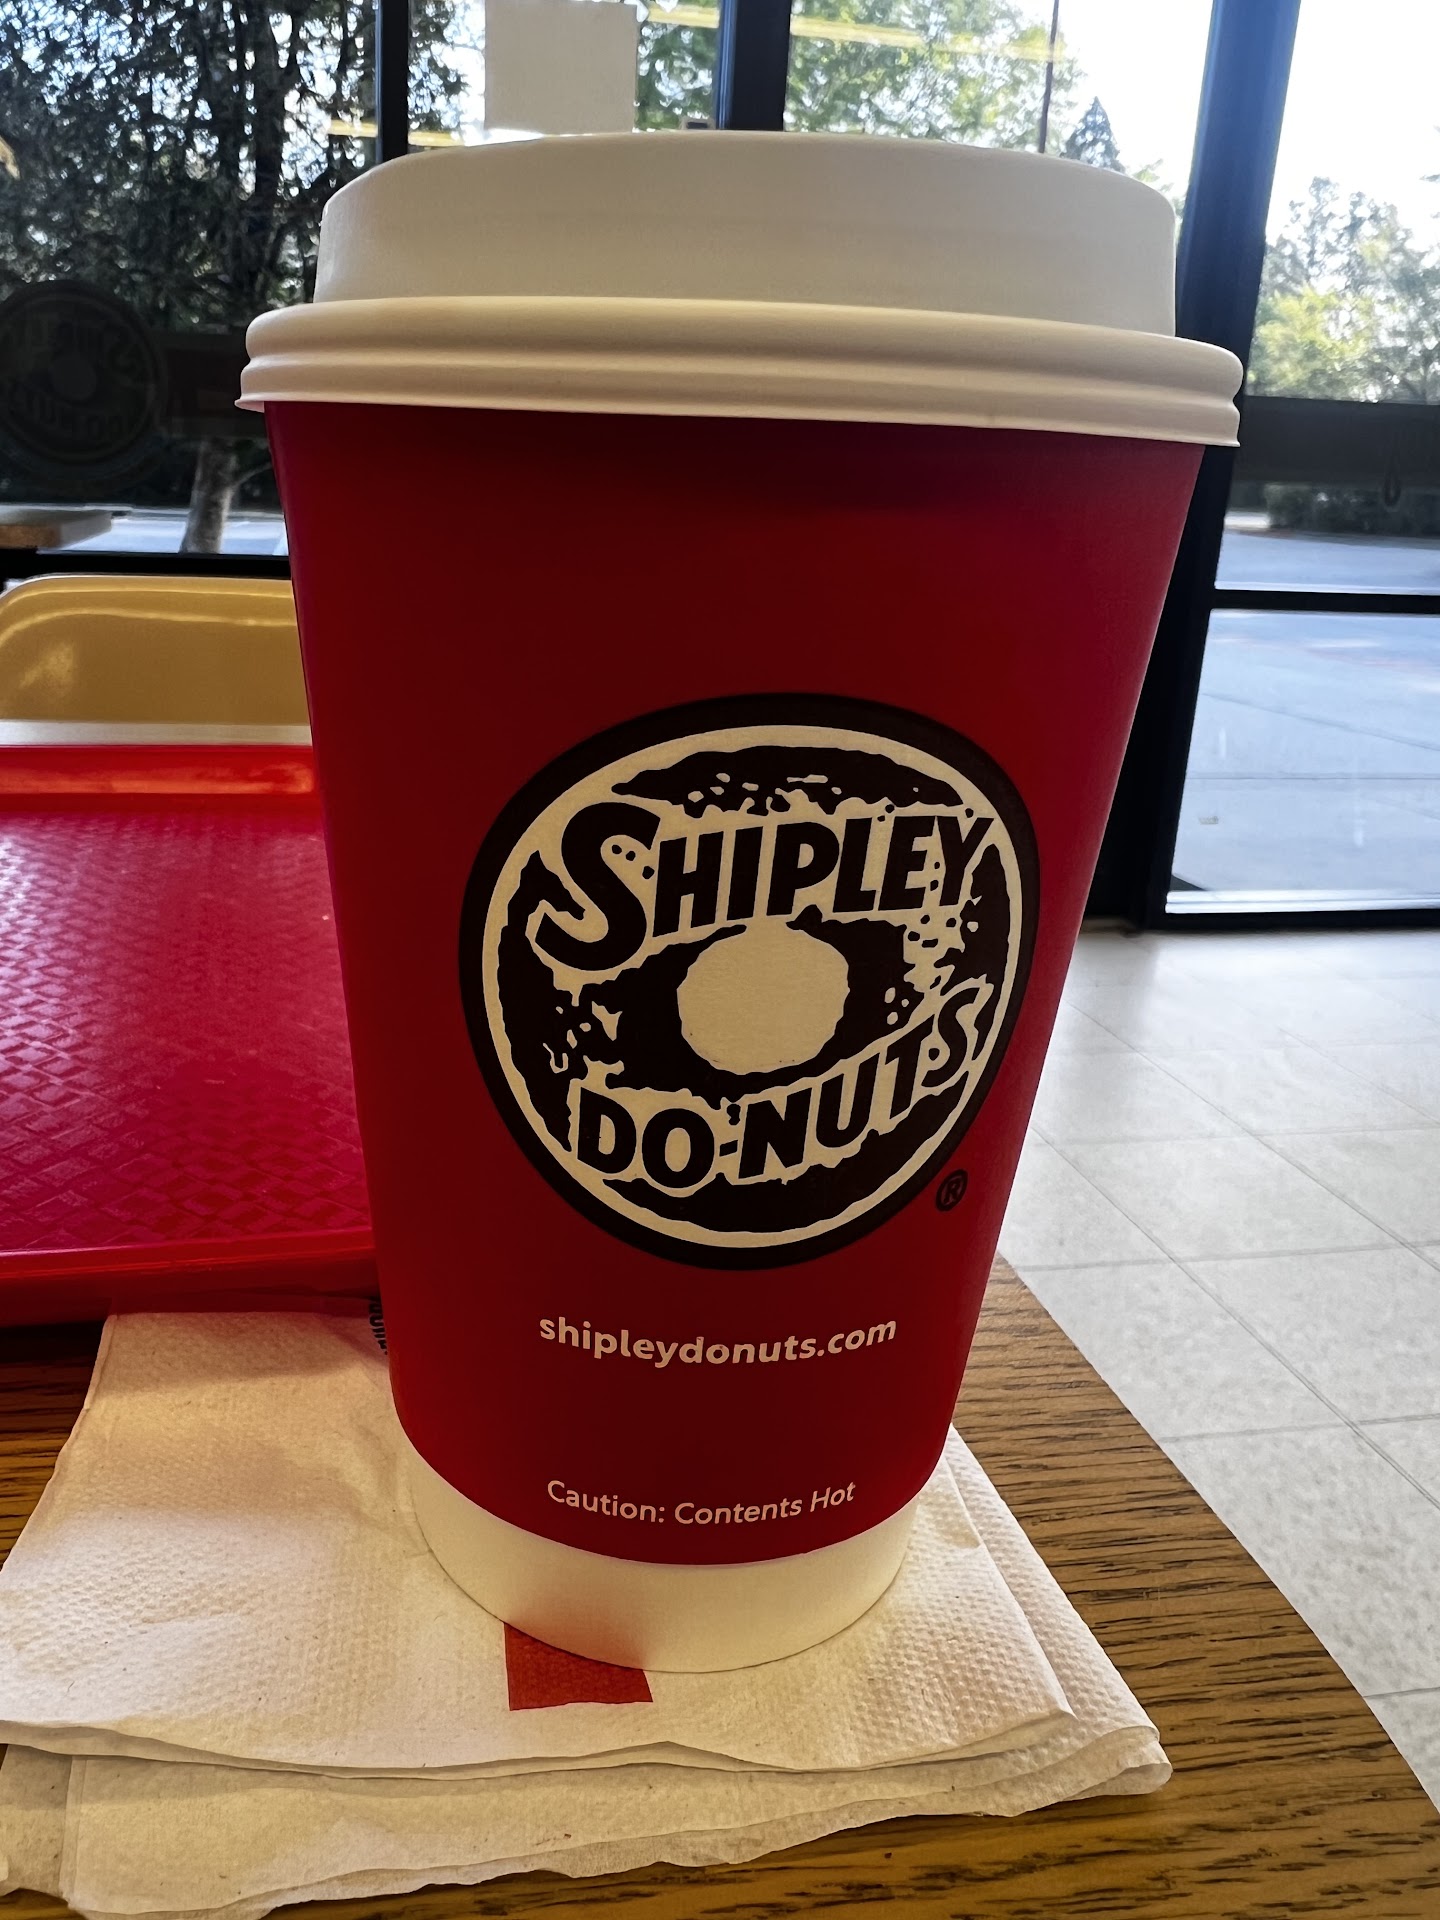 SHIPLEY
DO-NUTS
®
shipleydonuts.com
Caution: Contents Hot